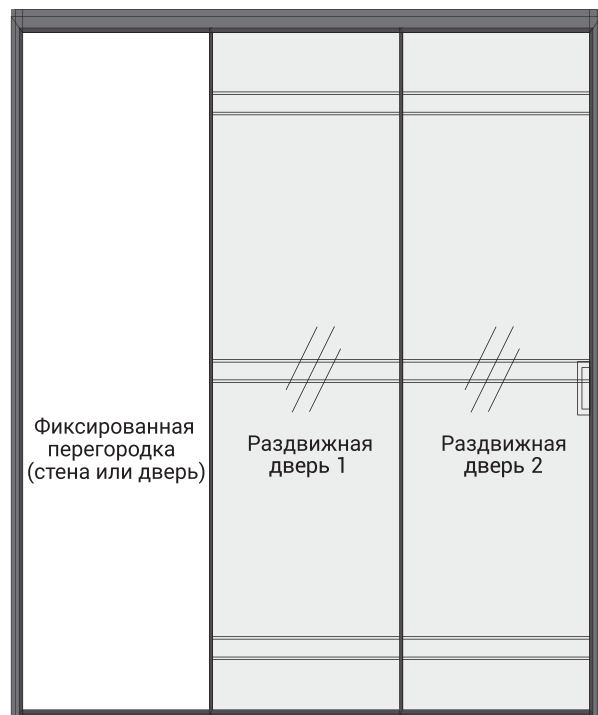 Фиксированная
перегородка
(стена или дверь)
Раздвижная
дверь 1
Раздвижная
дверь 2